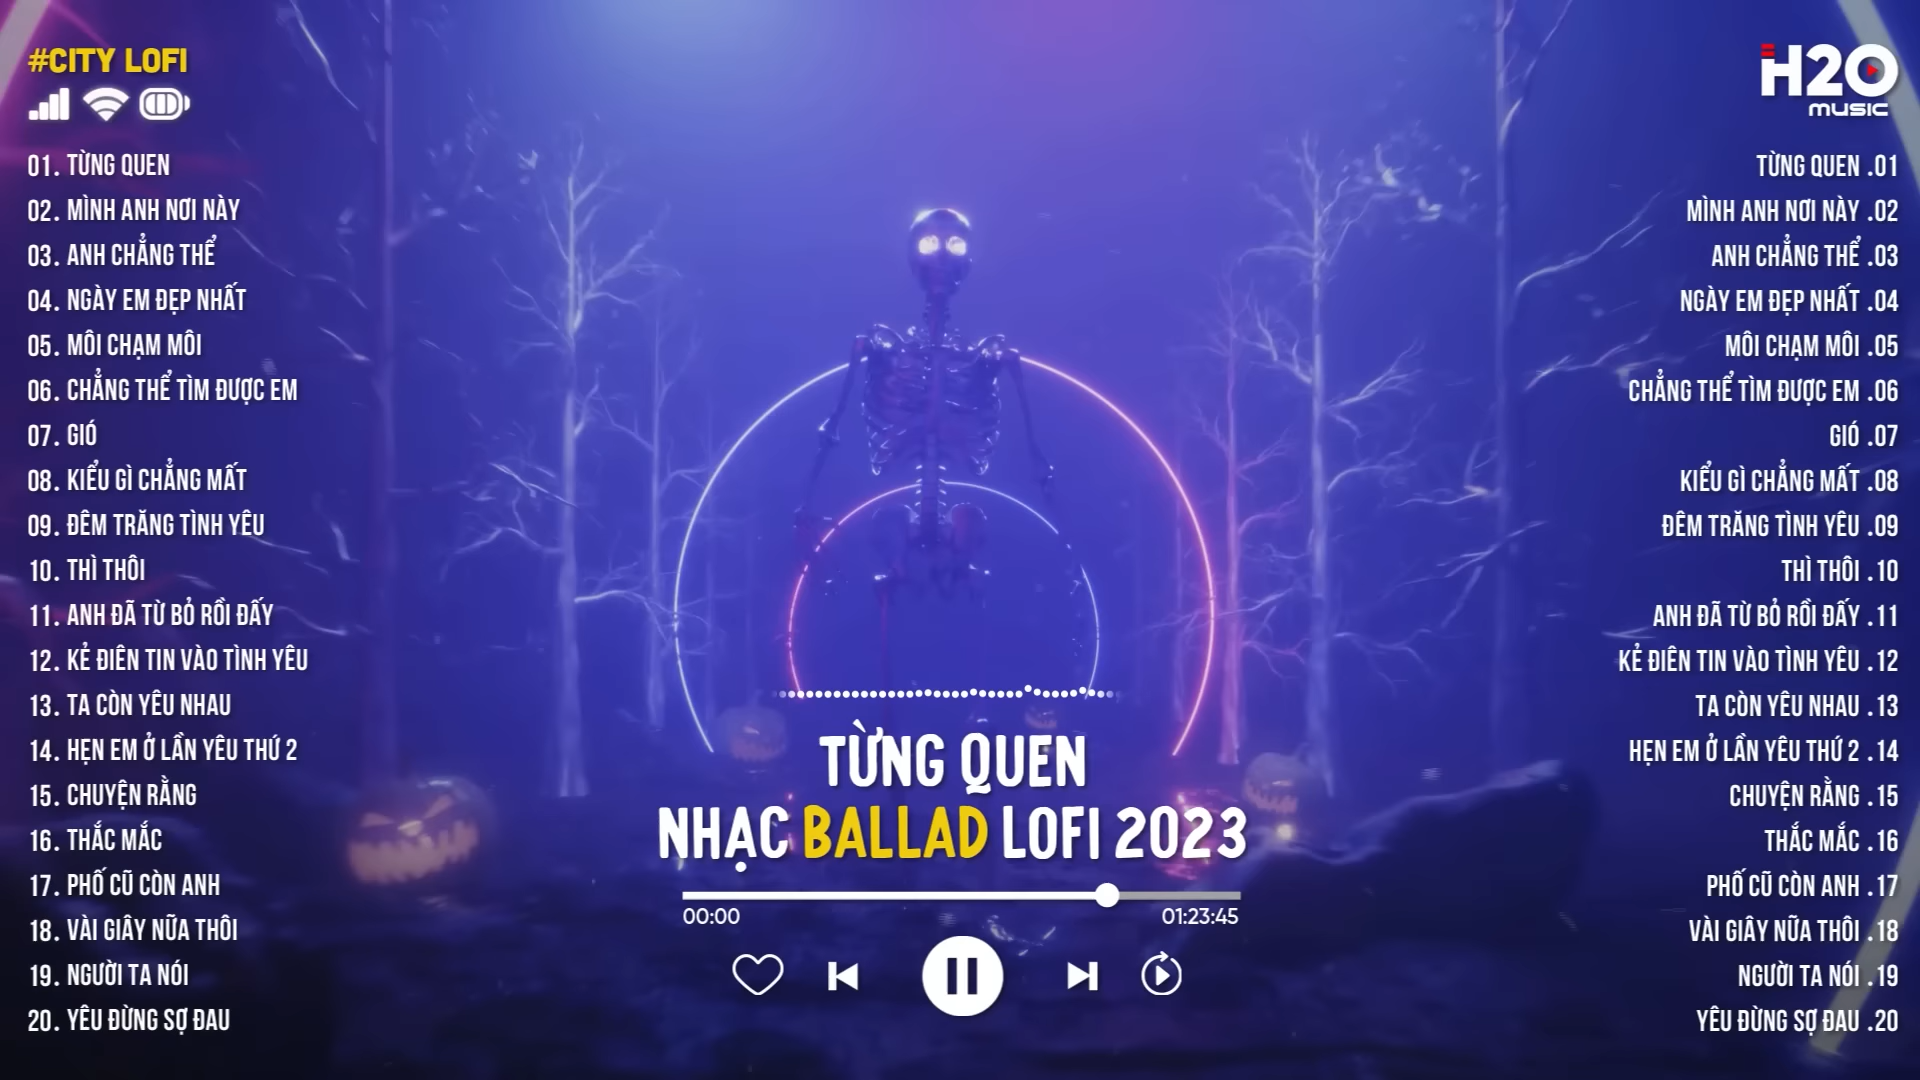 #CITY LOFI
01. TỪNG QUEN
02. MÌNH ANH NƠI NÀY
03. ANH CHẲNG THỂ
04. NGÀY EM ĐẸP NHẤT
05. MÔI CHẠM MÔI
06. CHẲNG THỂ TÌM ĐƯỢC EM
07. GIÓ
08. KIỂU GÌ CHẲNG MẤT
09. ĐÊM TRĂNG TÌNH YÊU
10. THÌ THÔI
11. ANH ĐÃ TỪ BỎ RỒI ĐẤY
12. KẺ ĐIÊN TIN VÀO TÌNH YÊU
13. TA CÒN YÊU NHAU
14. HẸN EM Ở LẦN YÊU THỨ 2
15. CHUYỆN RẰNG
16. THẮC MẮC
17. PHỐ CŨ CÒN ANH
18. VÀI GIÂY NỮA THÔI
19. NGƯỜI TA NÓI
20. YÊU ĐỪNG SỢ ĐAU
TỪNG QUEN
NHẠC BALLAD LOFI 2023
00:00
01:23:45
H2O
MUSIC
TỪNG QUEN .01
MÌNH ANH NƠI NÀY .02
ANH CHẲNG THỂ .03
NGÀY EM ĐẸP NHẤT .04
MÔI CHẠM MÔI .05
CHẲNG THỂ TÌM ĐƯỢC EM .06
GIÓ .07
KIỂU GÌ CHẲNG MẤT .08
ĐÊM TRĂNG TÌNH YÊU .09
THÌ THÔI .10
ANH ĐÃ TỪ BỎ RỒI ĐẤY .11
KẺ ĐIÊN TIN VÀO TÌNH YÊU .12
TA CÒN YÊU NHAU .13
HẸN EM Ở LẦN YÊU THỨ 2 .14
CHUYỆN RẰNG .15
THẮC MẮC .16
PHỐ CŨ CÒN ANH .17
VÀI GIÂY NỮA THÔI .18
NGƯỜI TA NÓI .19
YÊU ĐỪNG SỢ ĐAU .20